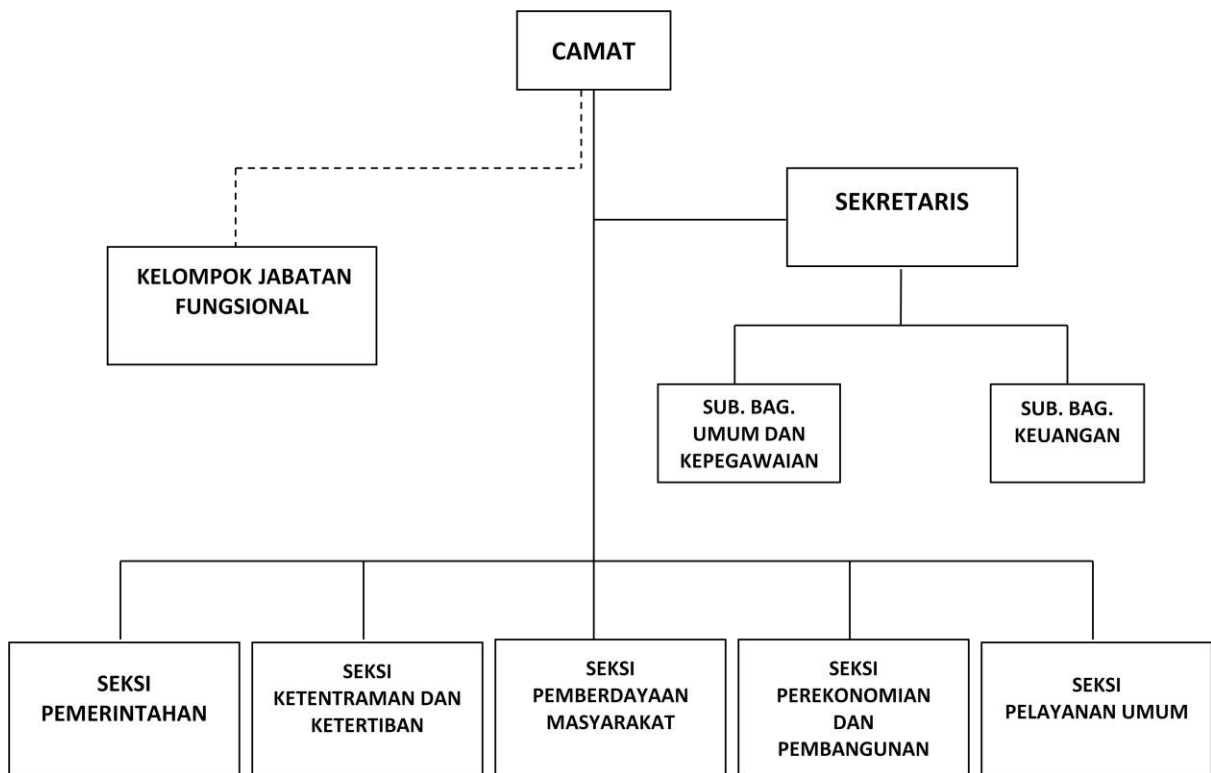 CAMAT
SEKRETARIS
KELOMPOK JABATAN
FUNGSIONAL
SUB. BAG.
UMUM DAN
KEPEGAWAIAN
SUB. BAG.
KEUANGAN
SEKSI
PEMERINTAHAN
SEKSI
KETENTRAMAN DAN
KETERTIBAN
SEKSI
PEMBERDAYAAN
MASYARAKAT
SEKSI
PEREKONOMIAN
DAN
PEMBANGUNAN
SEKSI
PELAYANAN UMUM